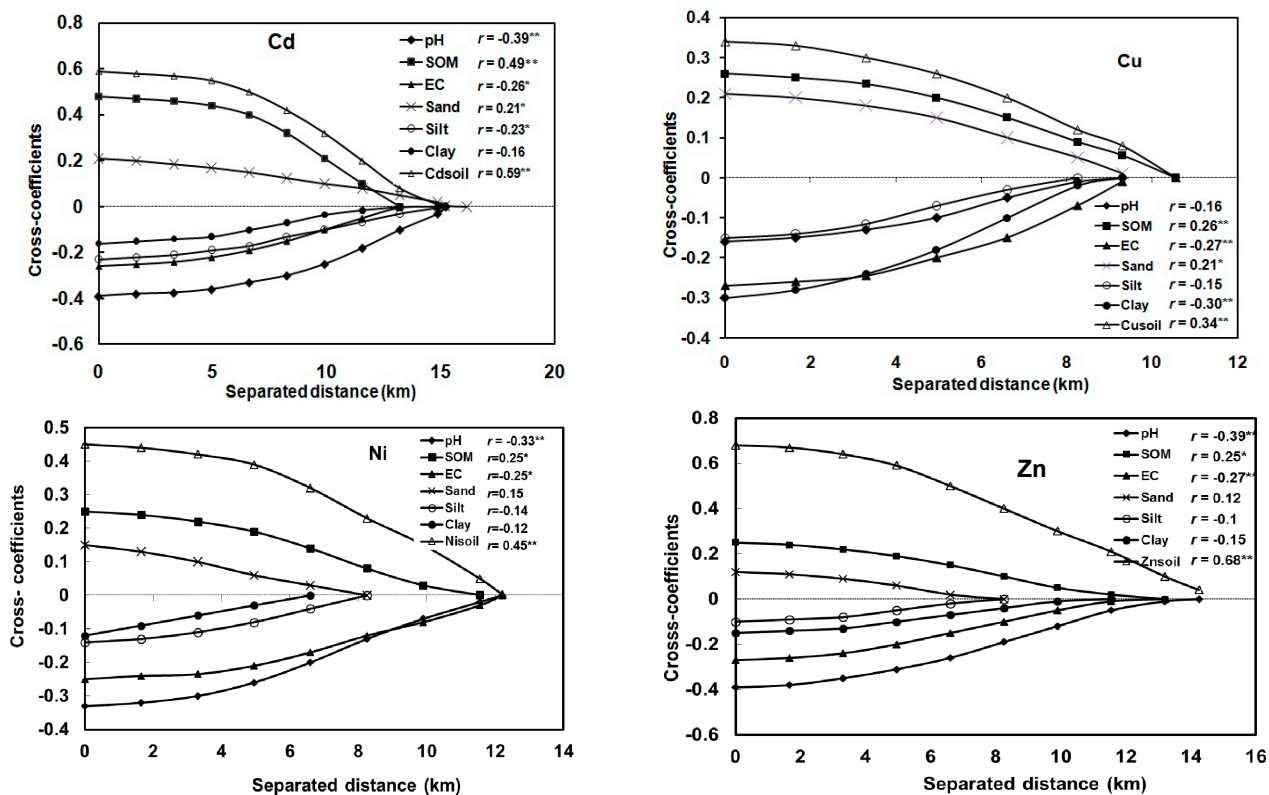 Cd
Cross-coefficients
0.8
0.6
0.4
0.2
0
-0.2
-0.4
-0.6
pH r = -0.39**
SOM r = 0.49**
EC r = -0.26*
Sand r = 0.21*
Silt r = -0.23*
Clay r = -0.16
Cdsoil r = 0.59**
0 5 10 15 20
Separated distance (km)
Cu
Cross-coefficients
0.4
0.3
0.2
0.1
0
-0.1
-0.2
-0.3
-0.4
pH r = -0.16
SOM r = 0.26**
EC r = -0.27**
Sand r = 0.21*
Silt r = -0.15
Clay r = -0.30**
Cusoil r = 0.34**
0 2 4 6 8 10 12
Separated distance (km)
Ni
Cross- coefficients
0.5
0.4
0.3
0.2
0.1
0
-0.1
-0.2
-0.3
-0.4
pH r = -0.33**
SOM r=0.25*
EC r=-0.25*
Sand r=0.15
Silt r=-0.14
Clay r=-0.12
Nisoil r= 0.45**
0 2 4 6 8 10 12 14
Separated distance (km)
Zn
Crosss-coefficients
0.8
0.6
0.4
0.2
0
-0.2
-0.4
-0.6
pH r = -0.39**
SOM r = 0.25*
EC r = -0.27**
Sand r = 0.12
Silt r = -0.1
Clay r = -0.15
Znsoil r = 0.68**
0 2 4 6 8 10 12 14 16
Separated distance (km)